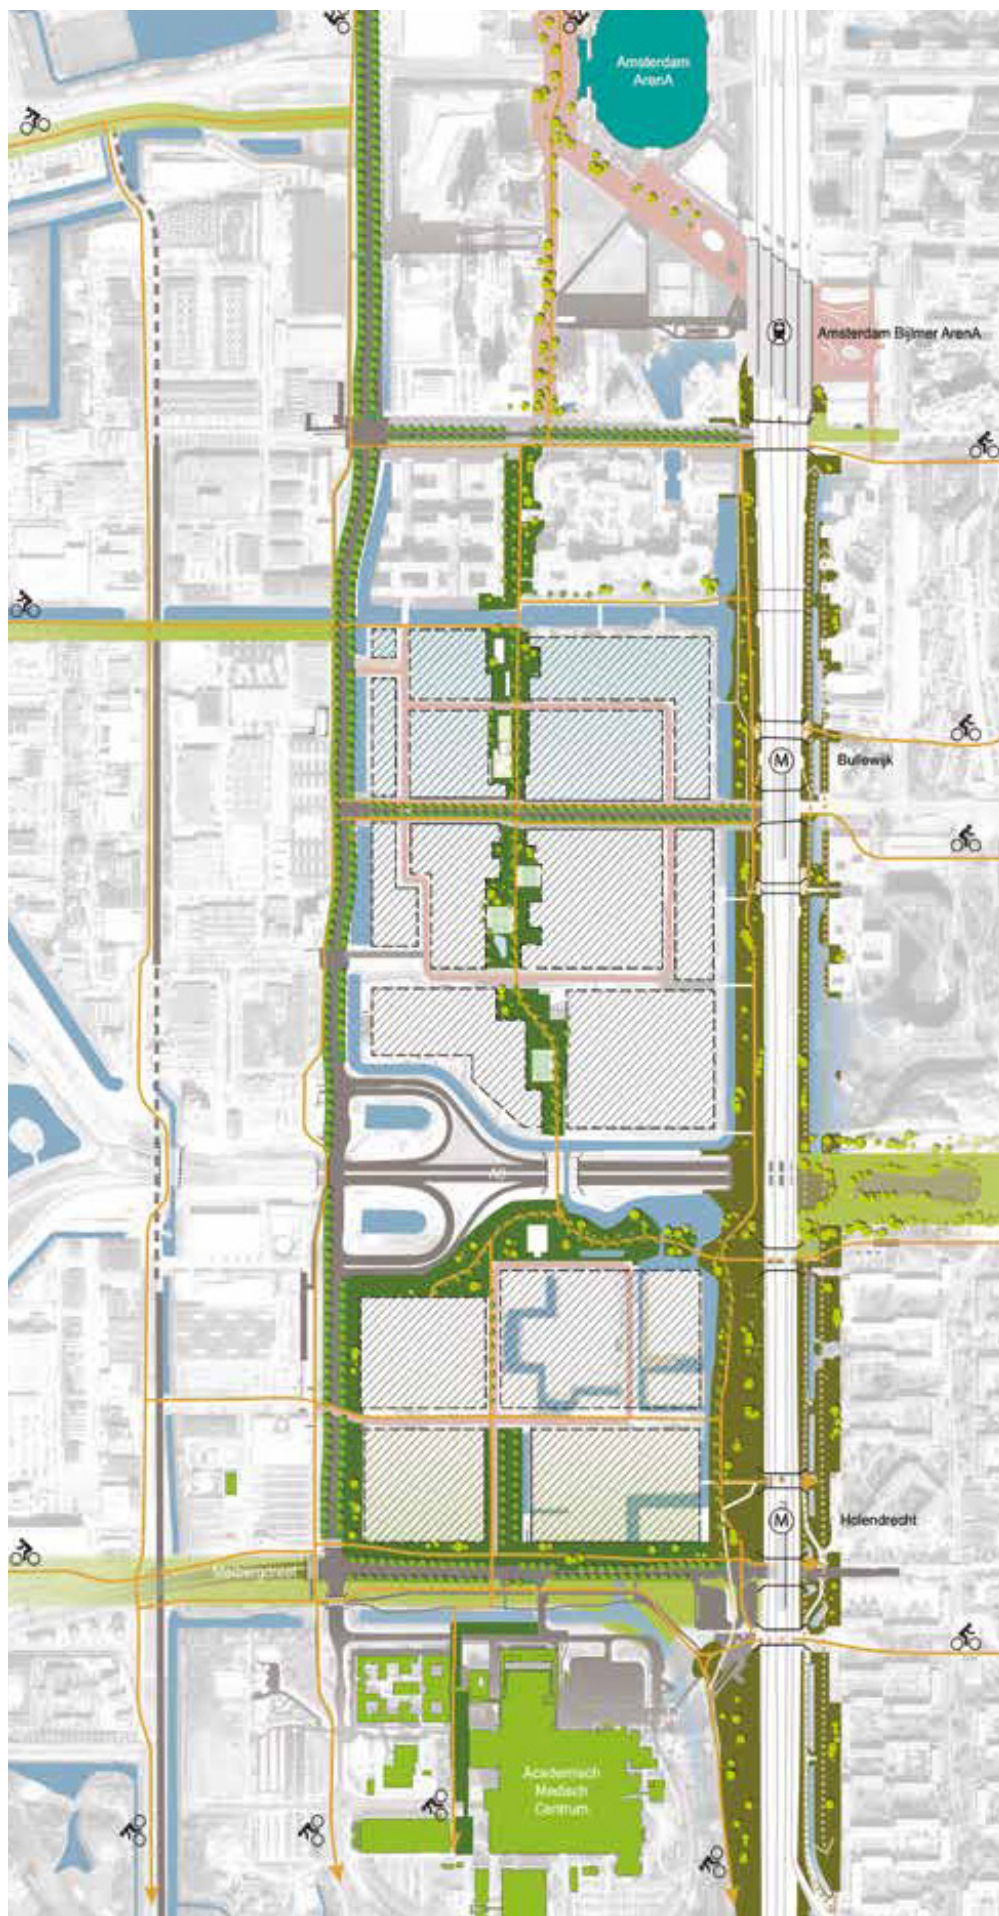 Amsterdam
ArenA
Amsterdam Bijlmer ArenA
M
Bullewijk
A9
M
Holendrecht
Meibergdreef
Academisch
Medisch
Centrum